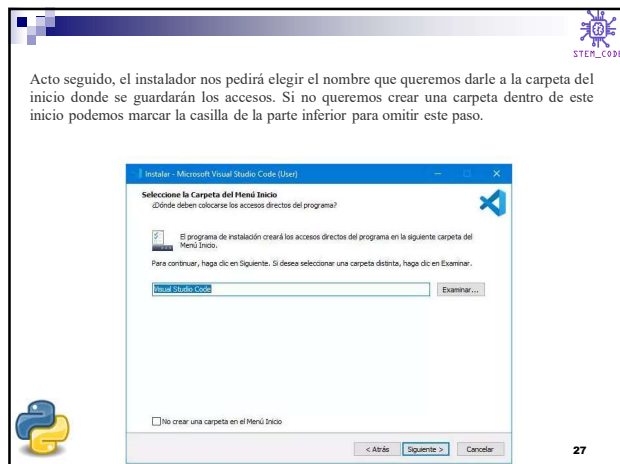 STEM_CODE
Acto seguido, el instalador nos pedirá elegir el nombre que queremos darle a la carpeta del
inicio donde se guardarán los accesos. Si no queremos crear una carpeta dentro de este
inicio podemos marcar la casilla de la parte inferior para omitir este paso.
Instalar - Microsoft Visual Studio Code (User)
Seleccione la Carpeta del Menú Inicio
¿Dónde deben colocarse los accesos directos del programa?
El programa de instalación creará los accesos directos del programa en la siguiente carpeta del
Menú Inicio.
Para continuar, haga clic en Siguiente. Si desea seleccionar una carpeta distinta, haga clic en Examinar.
Visual Studio Code
Examinar...
No crear una carpeta en el Menú Inicio
< Atrás
Siguiente >
Cancelar
27